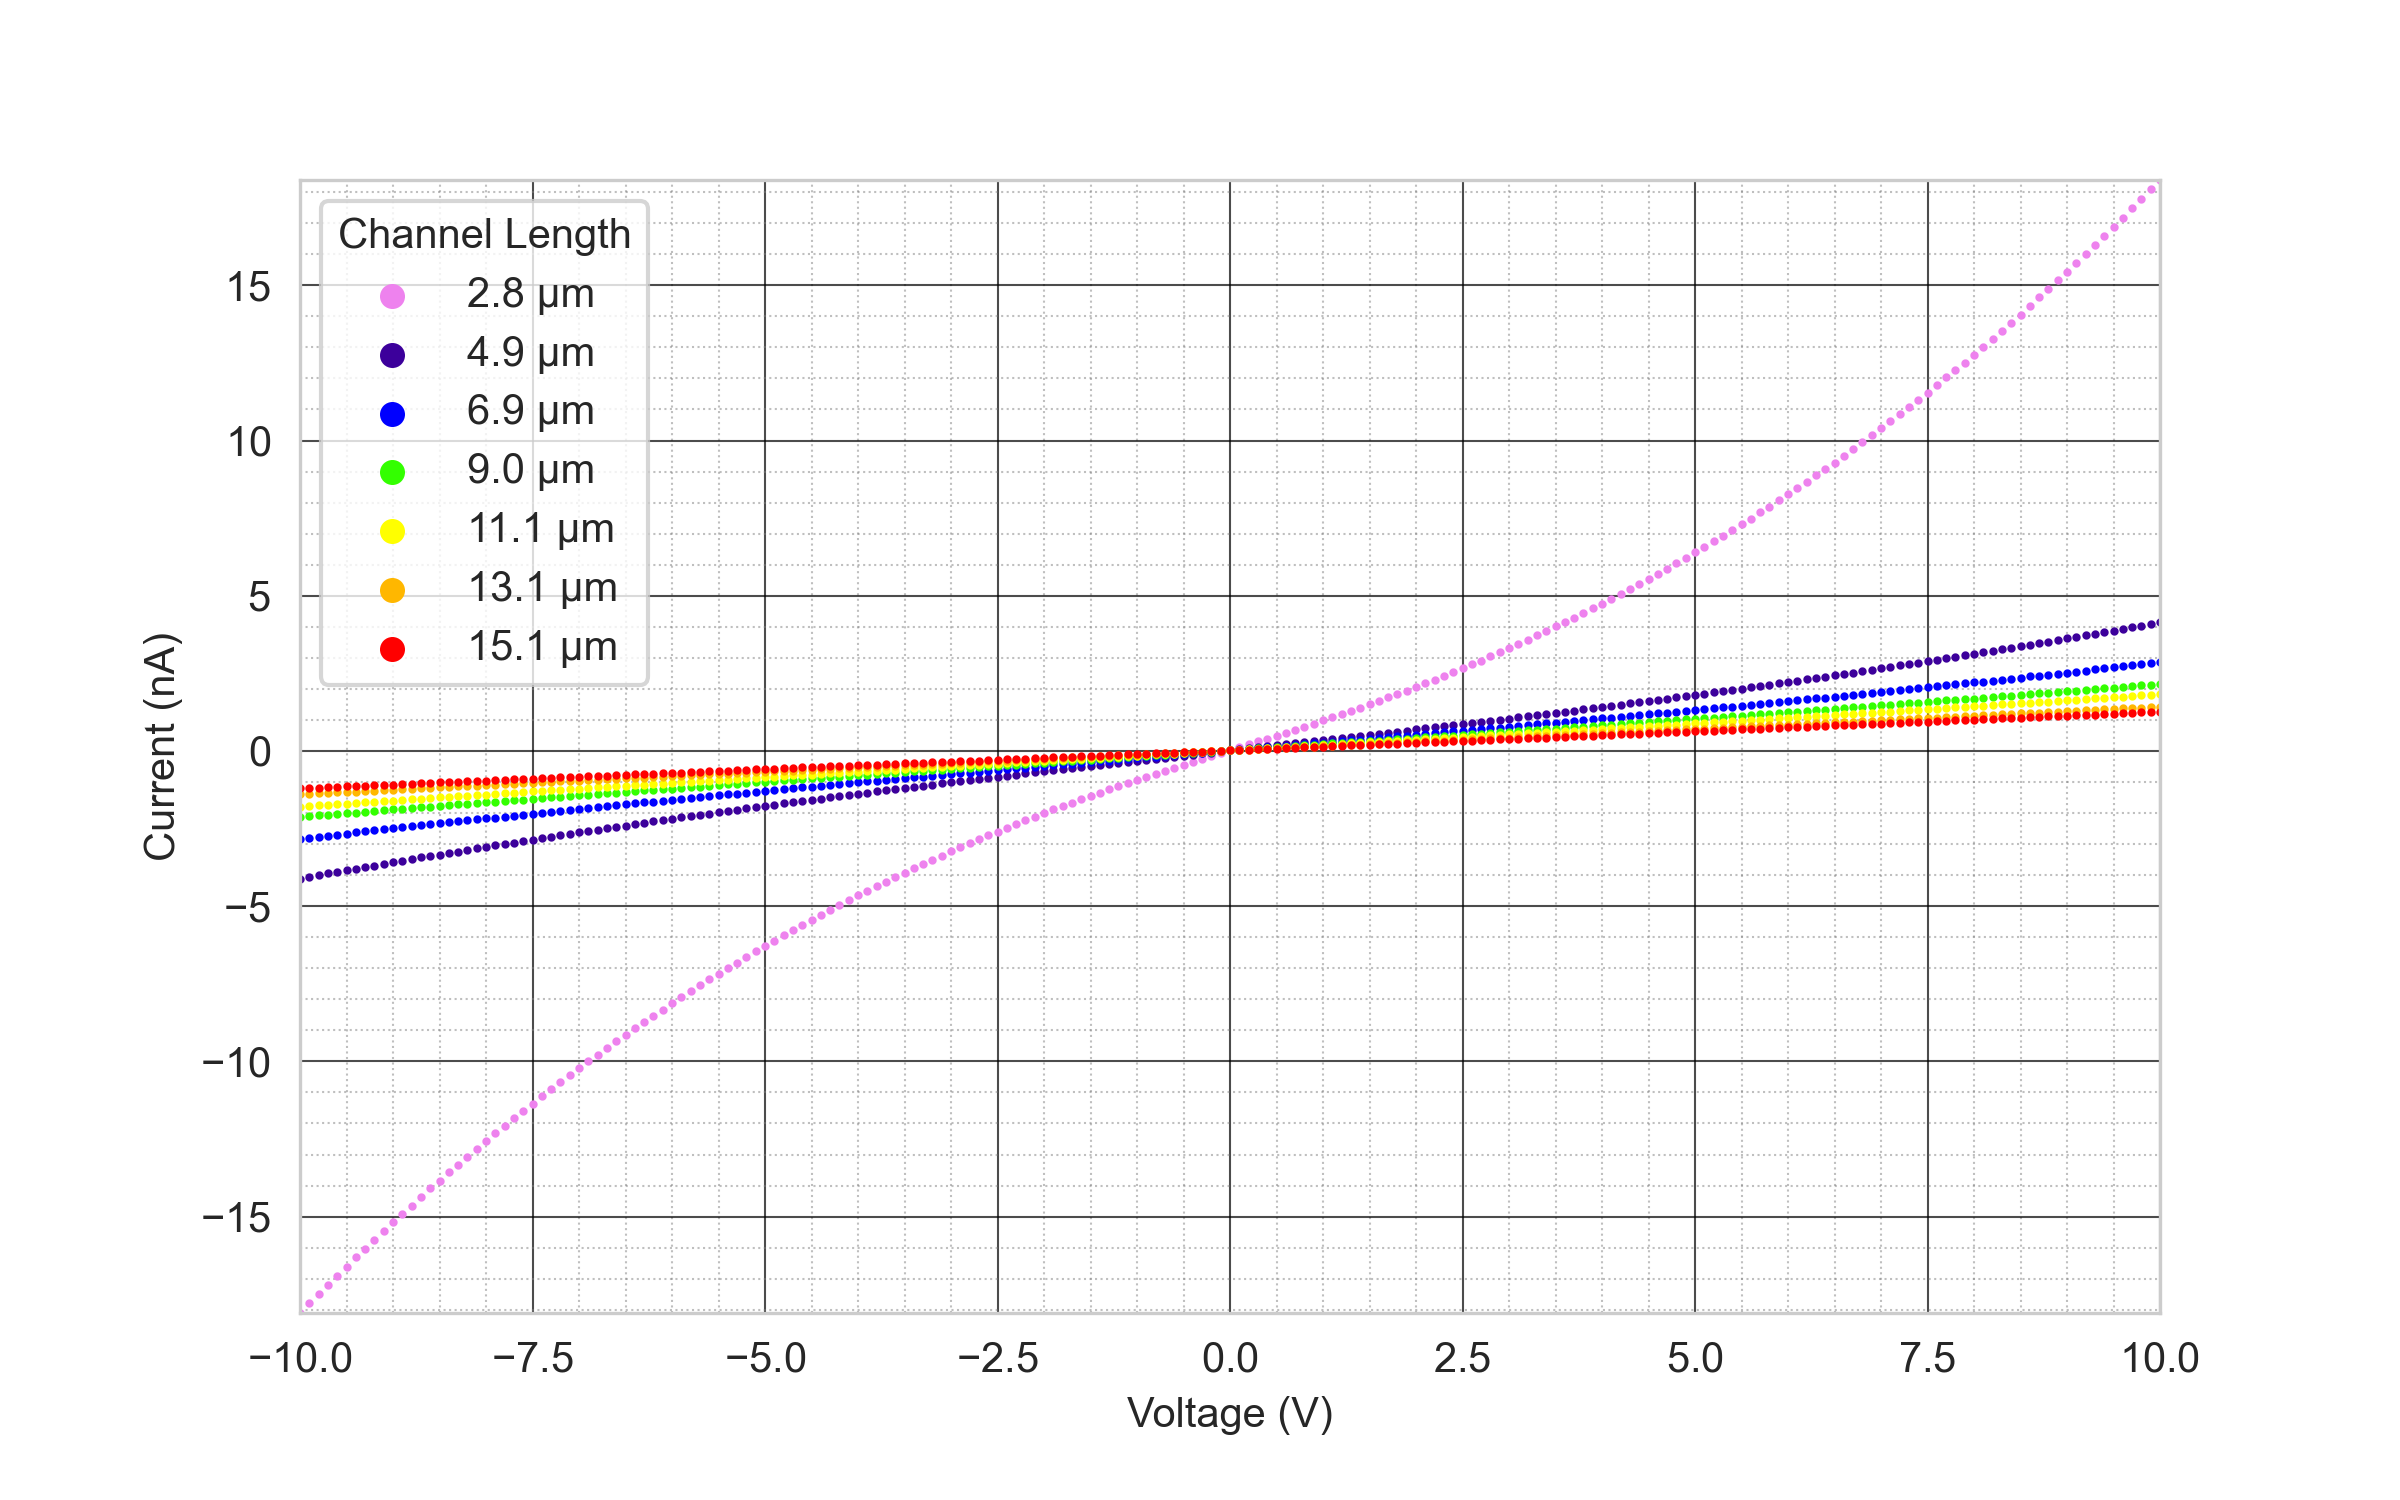 Channel Length
2.8 µm
4.9 µm
6.9 µm
9.0 µm
11.1 µm
13.1 µm
15.1 µm
15
10
5
0
−5
−10
−15
Current (nA)
−10.0 −7.5 −5.0 −2.5 0.0 2.5 5.0 7.5 10.0
Voltage (V)